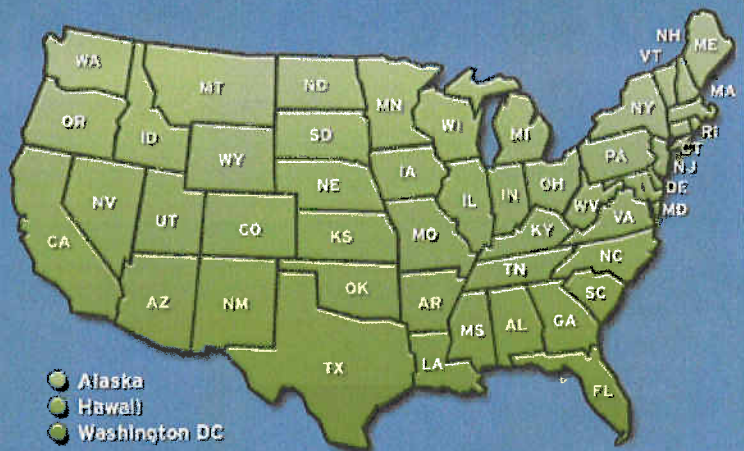 WA
MT
ND
MN
OR
ID
WY
SD
WI
MI
NY
VT
NH
ME
MA
RI
CT
NJ
DE
MD
PA
NV
UT
CO
NE
IA
IL
IN
OH
WV
VA
CA
KS
MO
KY
AZ
NM
OK
AR
TN
NC
SC
TX
LA
MS
AL
GA
FL
Alaska
Hawaii
Washington DC